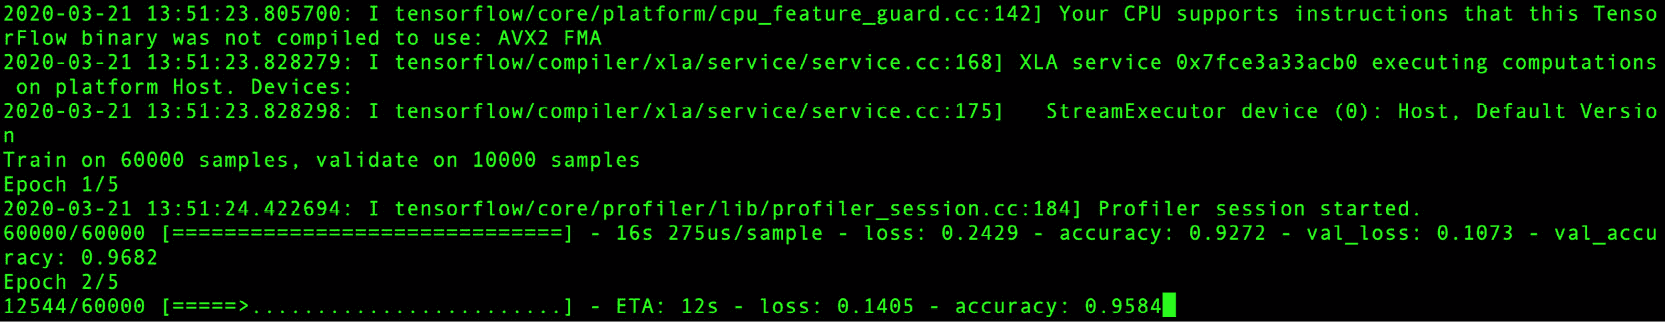 2020-03-21 13:51:23.805700: I tensorflow/core/platform/cpu_feature_guard.cc:142] Your CPU supports instructions that this Tenso
rFlow binary was not compiled to use: AVX2 FMA
2020-03-21 13:51:23.828279: I tensorflow/compiler/xla/service/service.cc:168] XLA service 0x7fce3a33acb0 executing computations
 on platform Host. Devices:
2020-03-21 13:51:23.828298: I tensorflow/compiler/xla/service/service.cc:175]   StreamExecutor device (0): Host, Default Versio
n
Train on 60000 samples, validate on 10000 samples
Epoch 1/5
2020-03-21 13:51:24.422694: I tensorflow/core/profiler/lib/profiler_session.cc:184] Profiler session started.
60000/60000 [==============================] - 16s 275us/sample - loss: 0.2429 - accuracy: 0.9272 - val_loss: 0.1073 - val_accu
racy: 0.9682
Epoch 2/5
12544/60000 [=====>........................] - ETA: 12s - loss: 0.1405 - accuracy: 0.9584